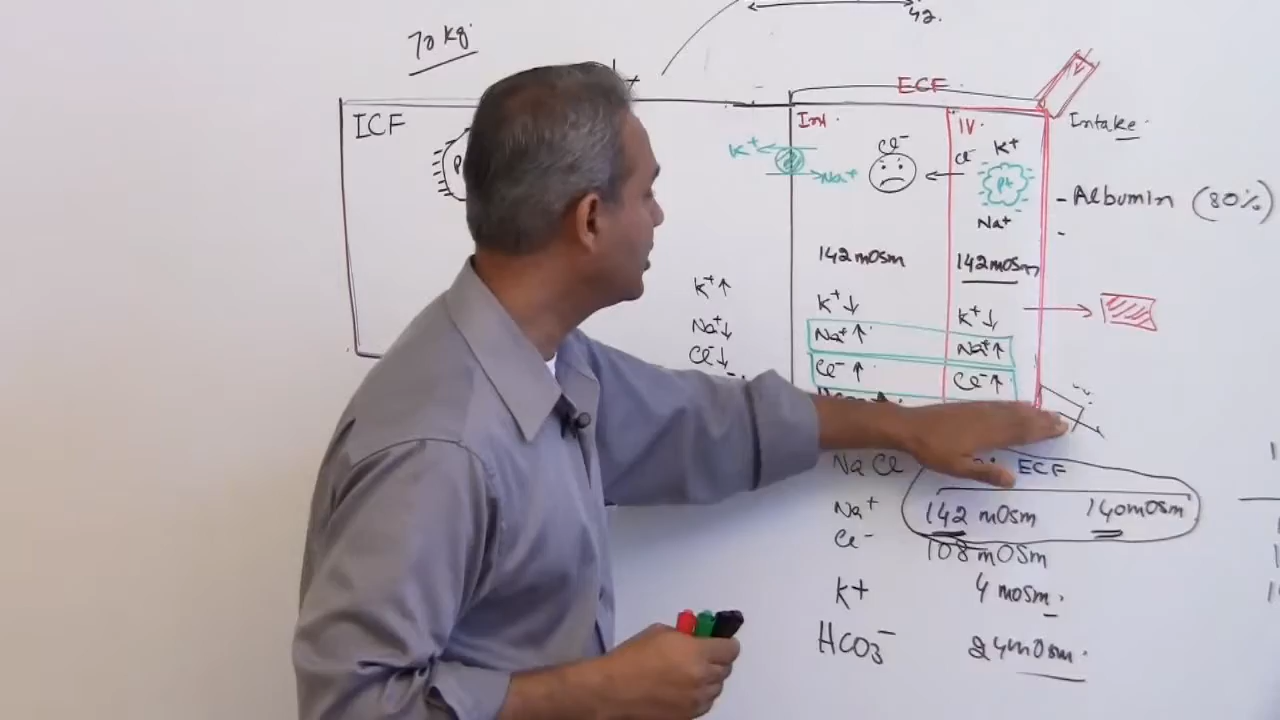 70 kg.
42.
ECF
ICF
Int
IV.
Intake
K+
Na+
Cl-
Cl-
K+
Pt
Na+
- Albumin (80%)
-
142 mOsm
142 mOsm
K+↑
Na+↓
Cl-↓
K+↓
Na+↑
Cl-↑
K+↓
Na+↑
Cl-↑
Na Cl
ECF
Na+ 142 mOsm 140 mOsm
Cl- 108 mOsm
K+ 4 mOsm.
HCO3- 24 mOsm.